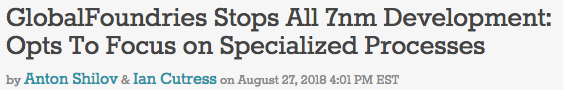 GlobalFoundries Stops All 7nm Development:
Opts To Focus on Specialized Processes
by Anton Shilov & Ian Cutress on August 27, 2018 4:01 PM EST